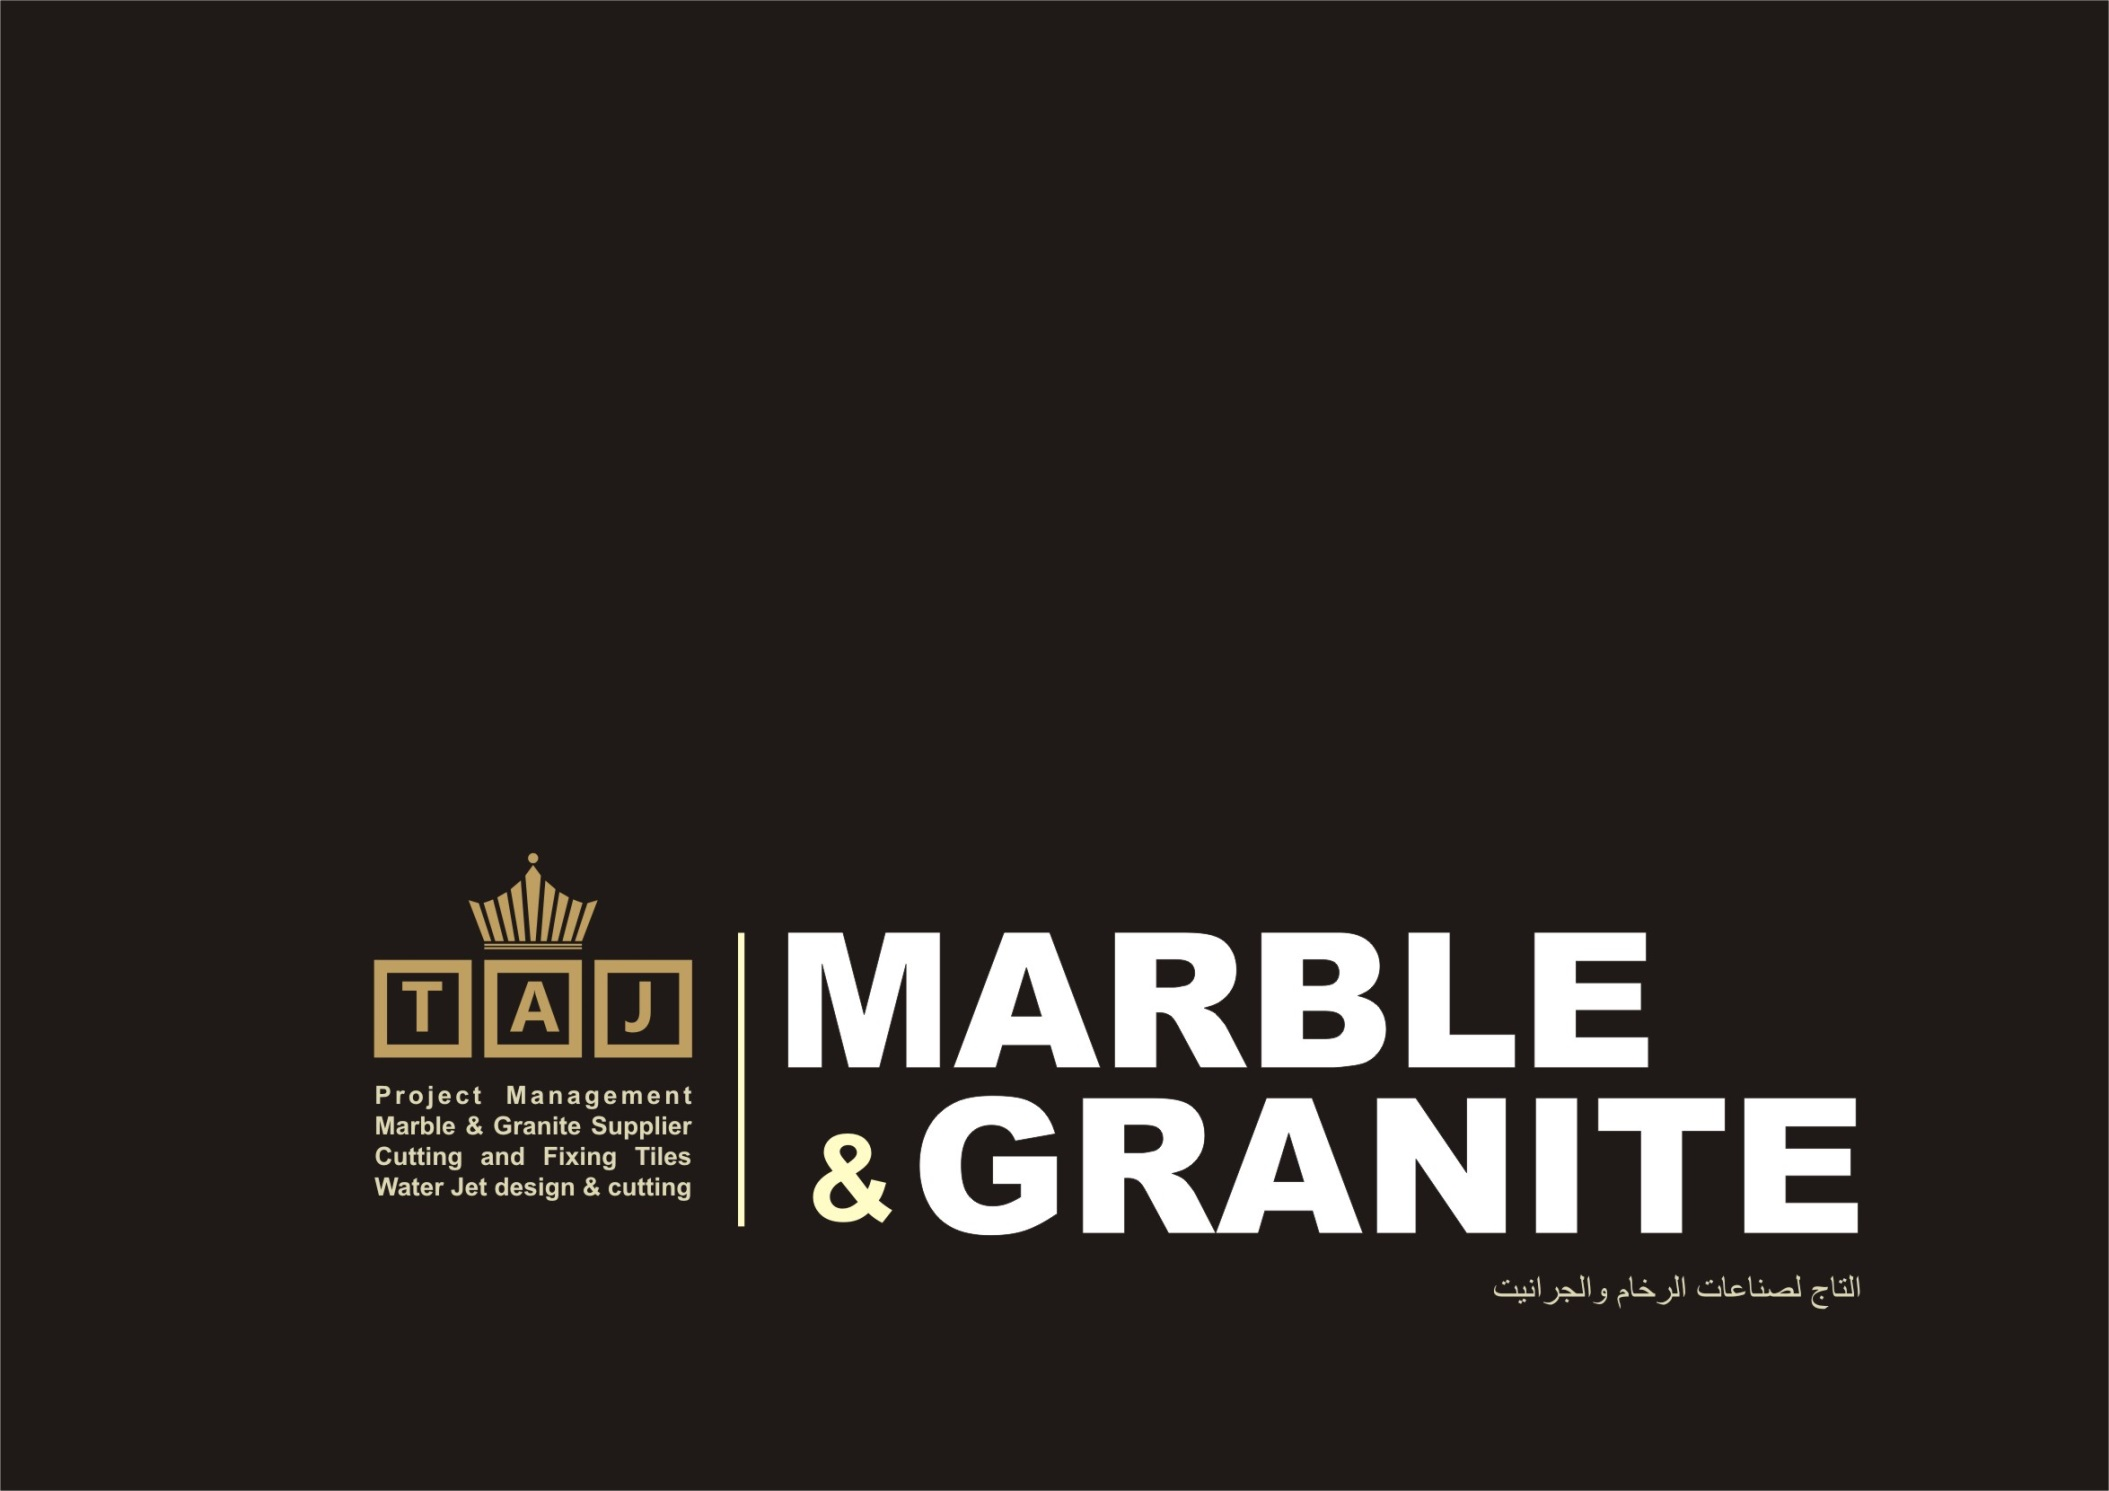 TAJ
Project Management
Marble & Granite Supplier
Cutting and Fixing Tiles
Water Jet design & cutting
MARBLE
& GRANITE
التاج لصناعات الرخام والجرانيت